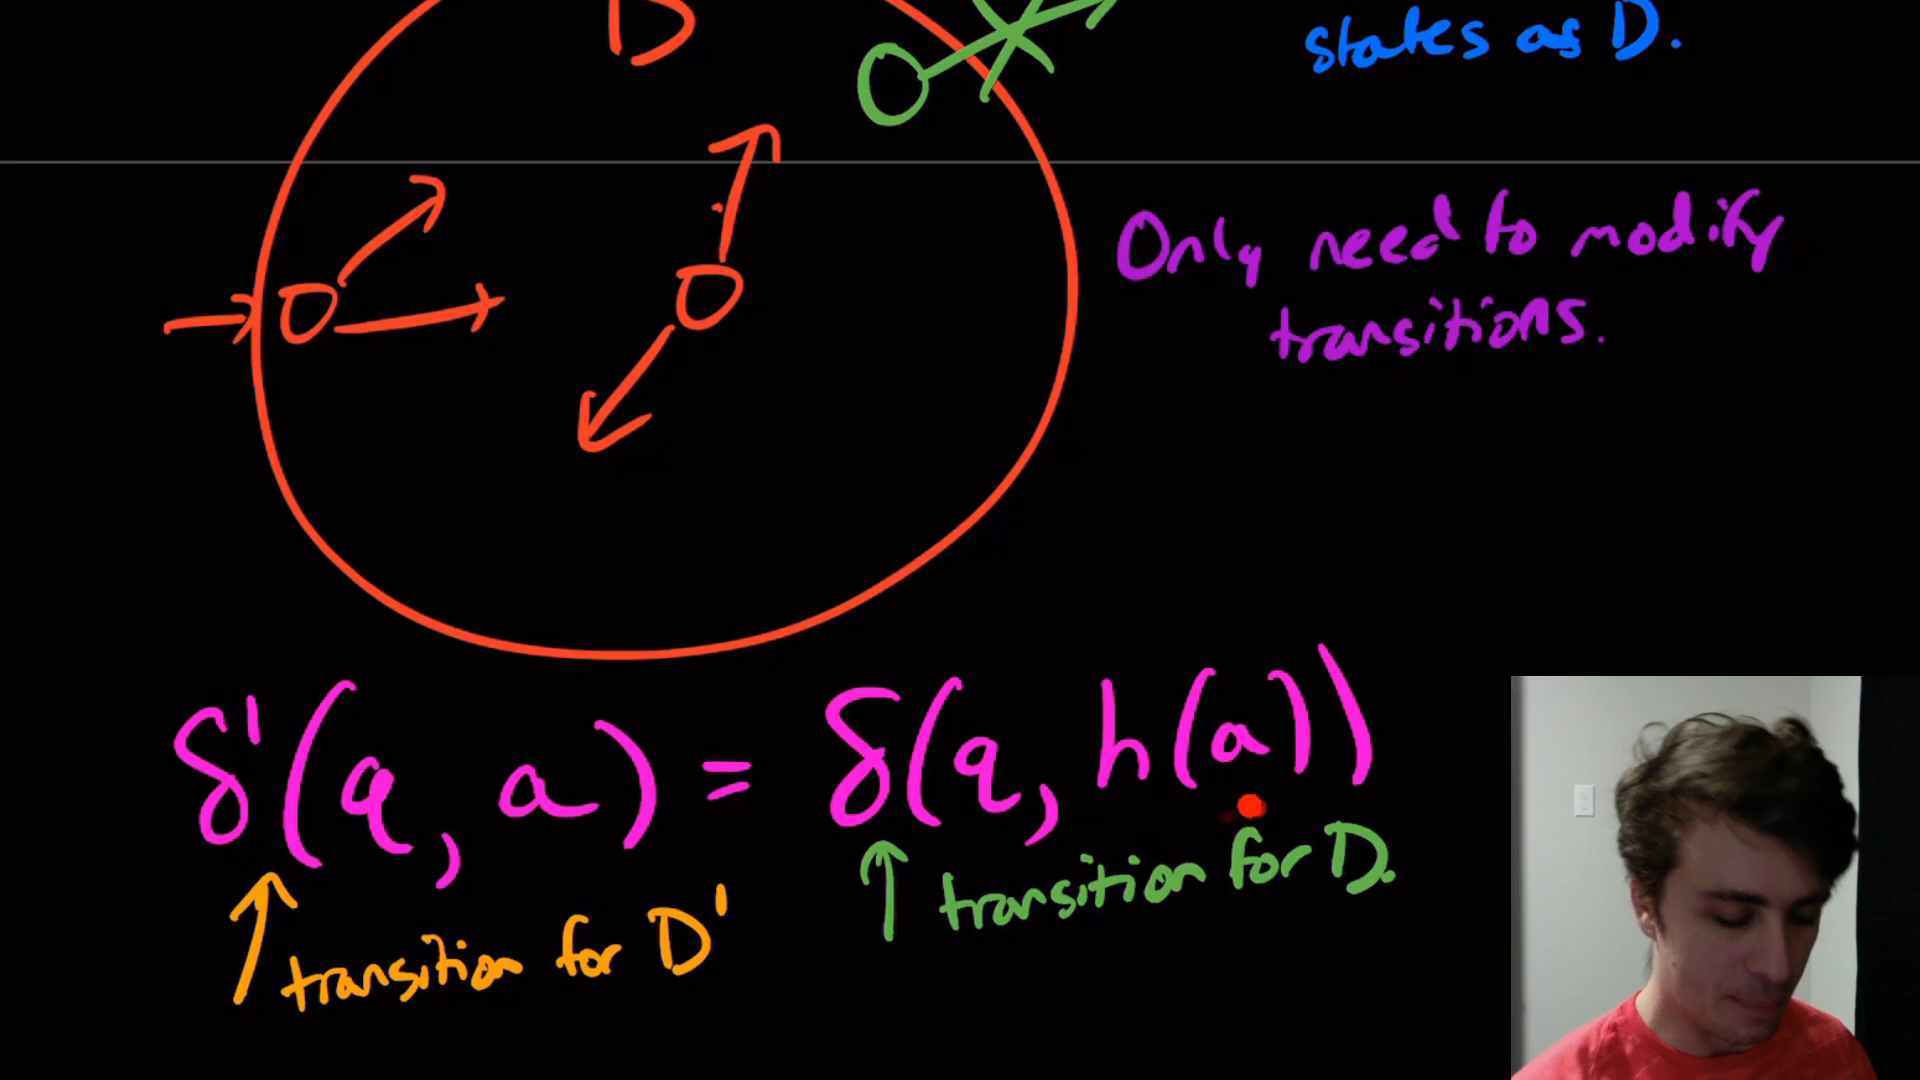 D
states as D.
Only need to modify
transitions.
δ'(q, a) = δ(q, h(a))
transition for D.
transition for D'